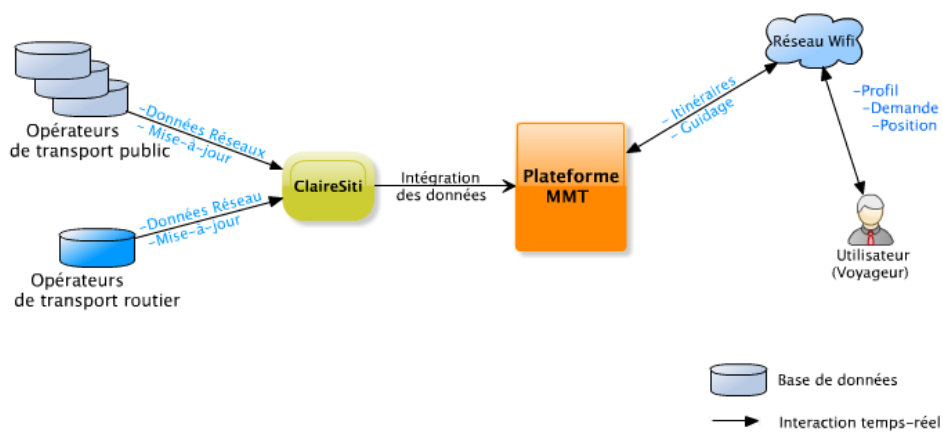 Réseau Wifi
-Profil
-Demande
-Position
- Itinéraires
- Guidage
-Données Réseaux
- Mise-à-jour
Opérateurs
de transport public
ClaireSiti
Intégration
des données
Plateforme
MMT
-Données Réseau
-Mise-à-jour
Opérateurs
de transport routier
Utilisateur
(Voyageur)
Base de données
Interaction temps-réel